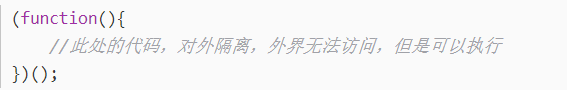 (function(){
    //此处的代码，对外隔离，外界无法访问，但是可以执行
})();